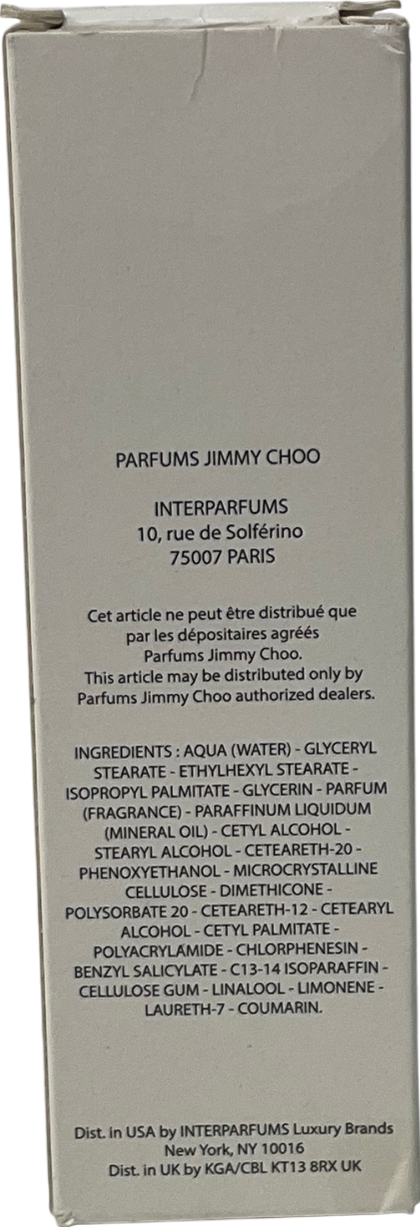 PARFUMS JIMMY CHOO
INTERPARFUMS
10, rue de Solférino
75007 PARIS
Cet article ne peut être distribué que
par les dépositaires agréés
Parfums Jimmy Choo.
This article may be distributed only by
Parfums Jimmy Choo authorized dealers.
INGREDIENTS : AQUA (WATER) - GLYCERYL
STEARATE - ETHYLHEXYL STEARATE -
ISOPROPYL PALMITATE - GLYCERIN - PARFUM
(FRAGRANCE) - PARAFFINUM LIQUIDUM
(MINERAL OIL) - CETYL ALCOHOL -
STEARYL ALCOHOL - CETEARETH-20 -
PHENOXYETHANOL - MICROCRYSTALLINE
CELLULOSE - DIMETHICONE -
POLYSORBATE 20 - CETEARETH-12 - CETEARYL
ALCOHOL - CETYL PALMITATE -
POLYACRYLAMIDE - CHLORPHENESIN -
BENZYL SALICYLATE - C13-14 ISOPARAFFIN -
CELLULOSE GUM - LINALOOL - LIMONENE -
LAURETH-7 - COUMARIN.
Dist. in USA by INTERPARFUMS Luxury Brands
New York, NY 10016
Dist. in UK by KGA/CBL KT13 8RX UK